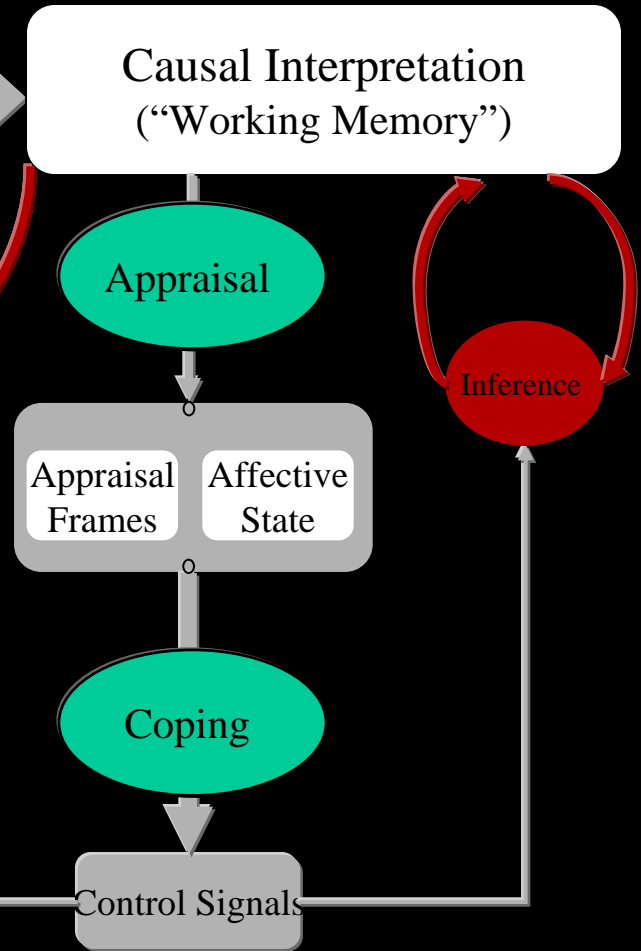 Causal Interpretation
(“Working Memory”)
Appraisal
Inference
Appraisal
Frames
Affective
State
Coping
Control Signals